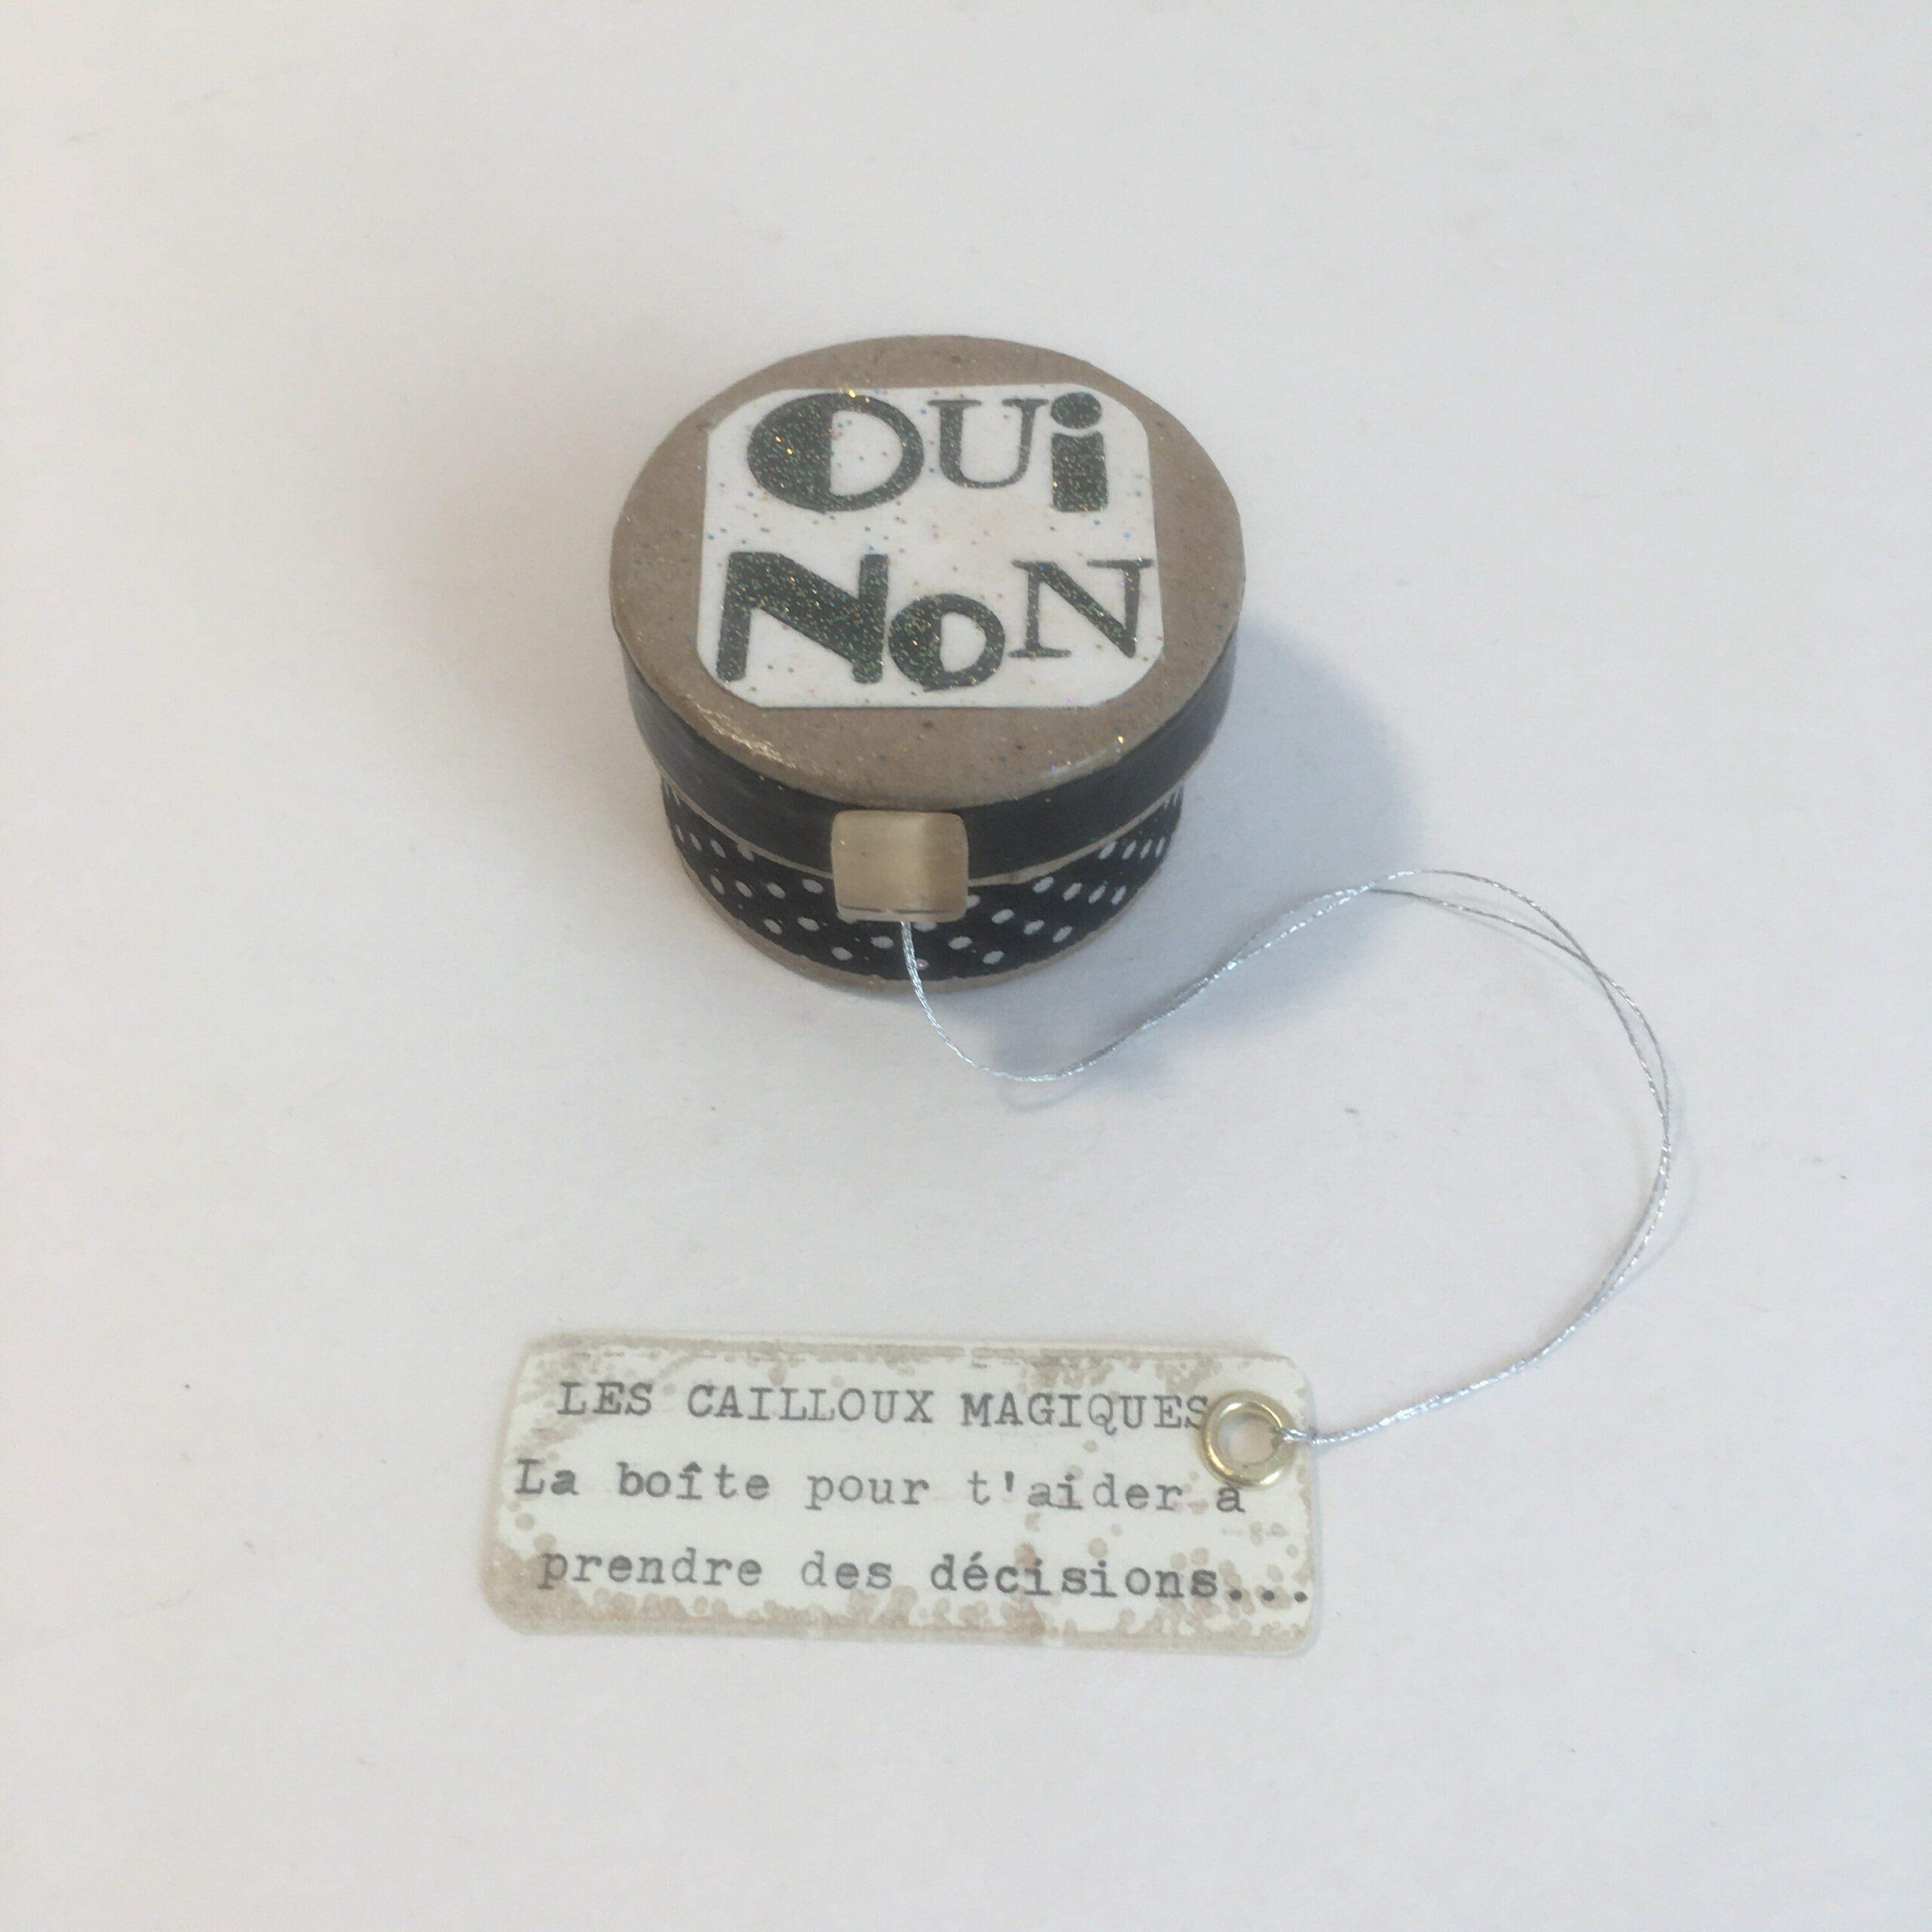 OUi
NoN
LES CAILLOUX MAGIQUES
La boîte pour t'aider à
prendre des décisions...